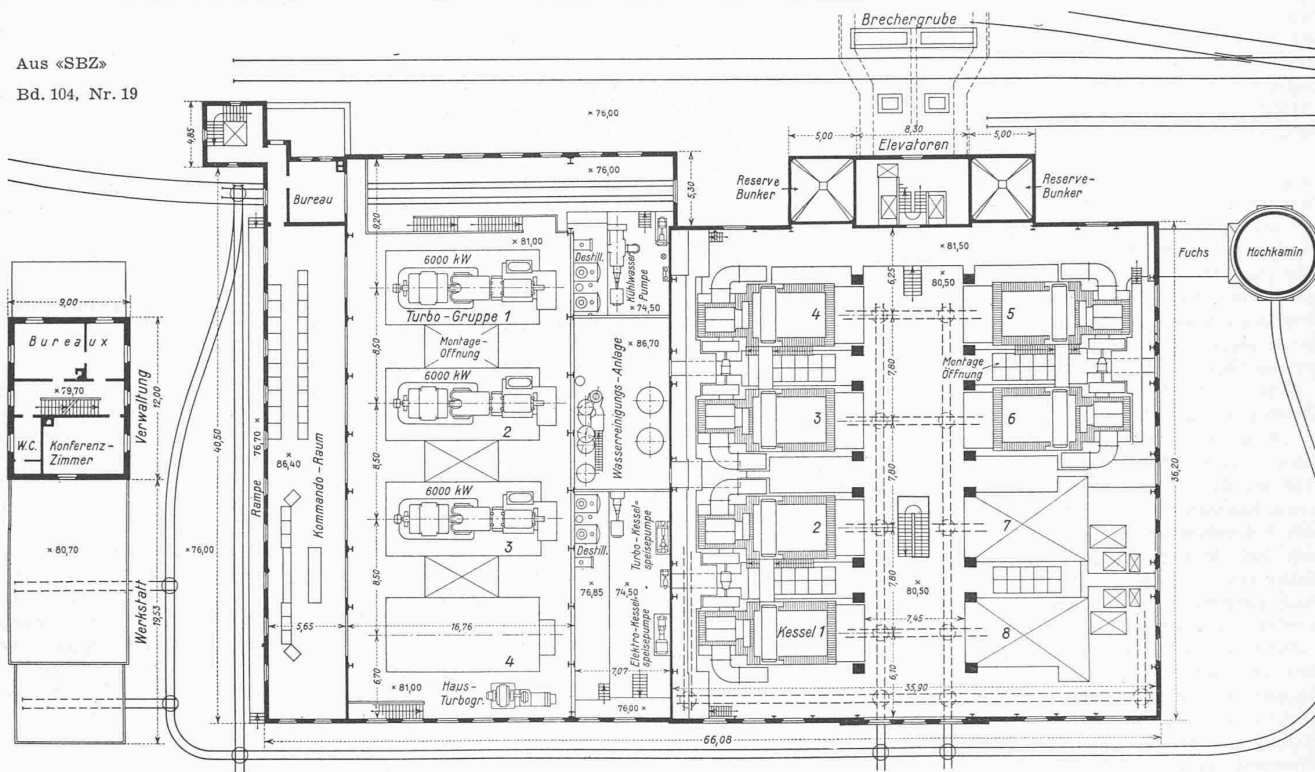 Aus «SBZ»
Bd. 104, Nr. 19
Brechergrube
× 76,00
4,85
5,00
8,30
5,00
Elevatoren
Reserve
Bunker
Reserve-
Bunker
Bureau
9,20
× 76,00
5,30
× 81,00
Destill.
Kühlwasser
Pumpe
× 74,50
6000 kW
Turbo-Gruppe 1
Montage-
Öffnung
8,50
6000 kW
2
8,50
6000 kW
3
8,50
4
6,70
× 81,00
Haus-
Turbogr.
16,76
5,65
Kommando-Raum
×
86,40
Rampe
76,70
× 76,00
40,50
9,00
Bureaux
× 79,70
W.C.
Konferenz-
Zimmer
Verwaltung
12,00
× 80,70
Werkstatt
19,53
Wasserreinigungs-Anlage
× 86,70
Destill.
×
76,85
×
74,50
Turbo-Kessel-
speisepumpe
Elektro-Kessel-
speisepumpe
7,07
76,00 ×
× 81,50
×
80,50
6,25
4
5
7,80
Montage
Öffnung
3
6
7,80
2
7
7,80
×
80,50
7,45
Kessel 1
8
6,10
35,90
36,20
66,08
Fuchs
Hochkamin